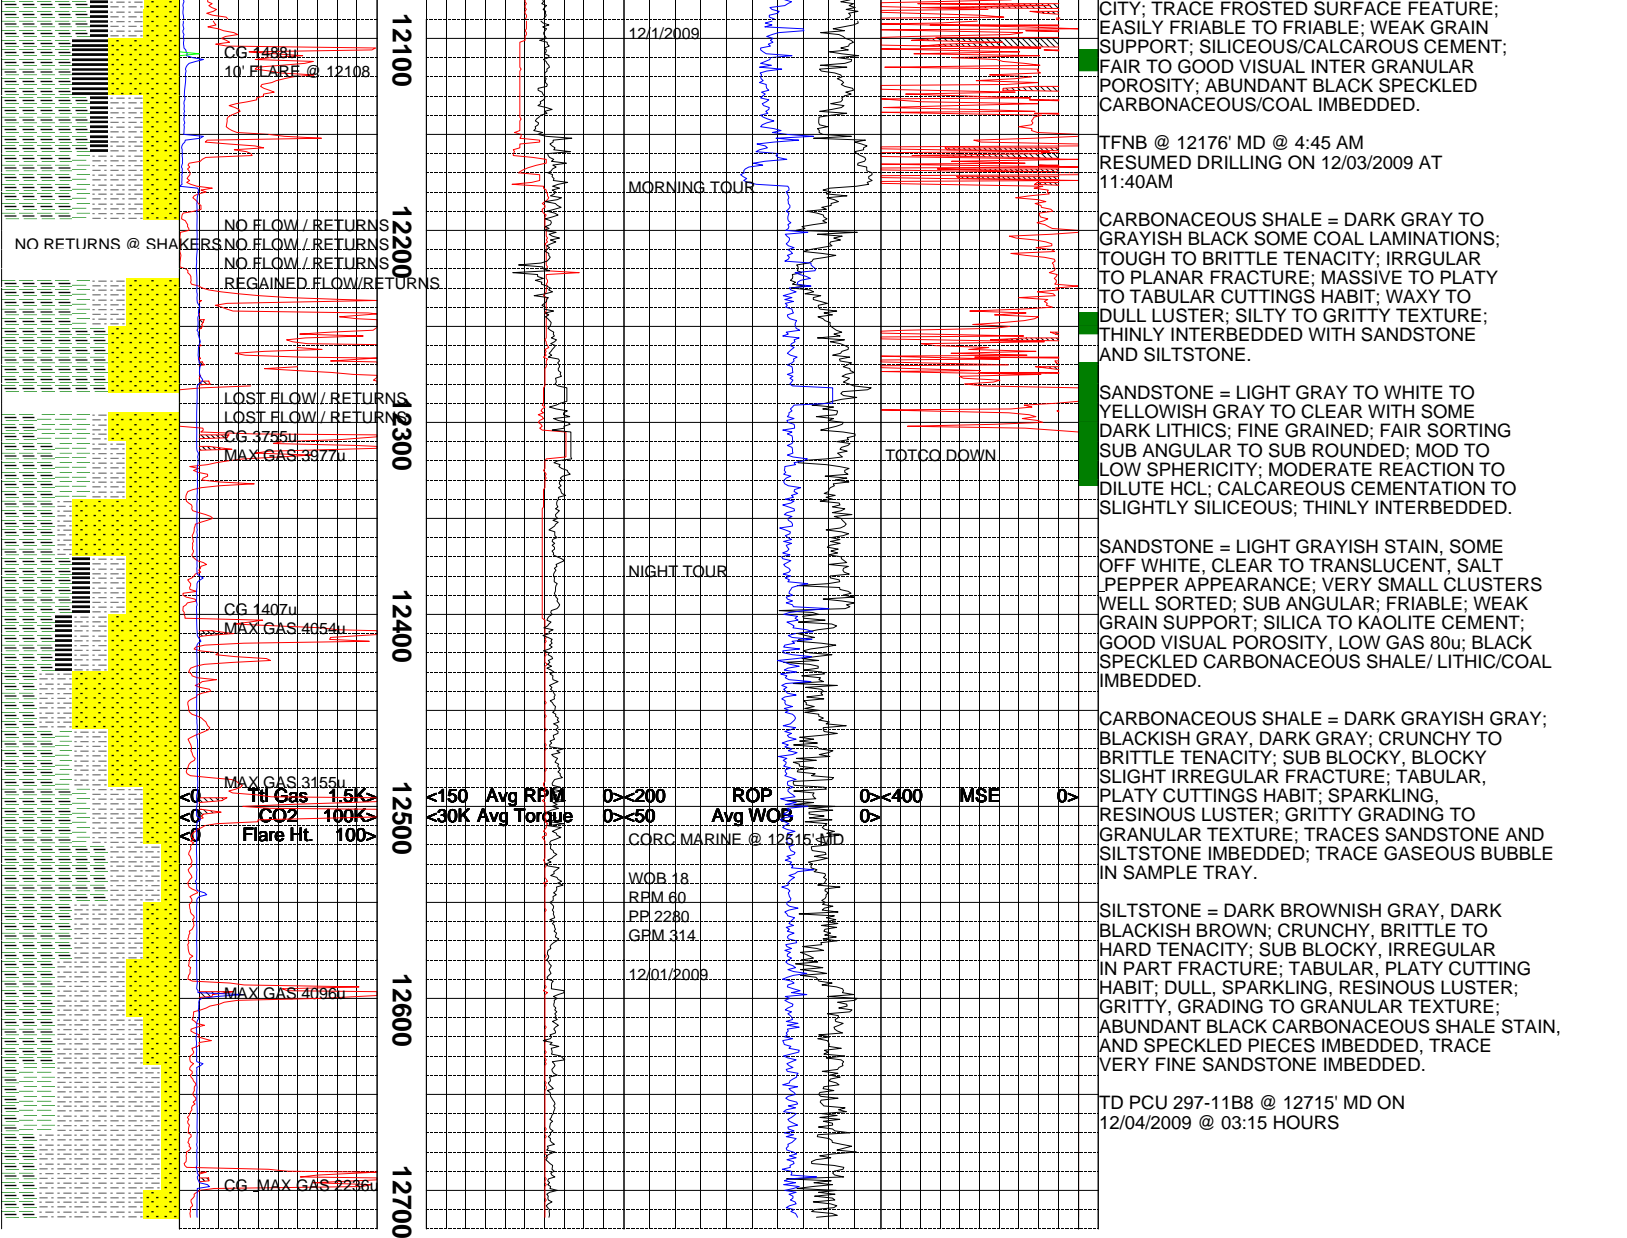 CG 1488u
10' FLARE @ 12108
NO FLOW / RETURNS
NO RETURNS @ SHAKERS
NO FLOW / RETURNS
NO FLOW / RETURNS
REGAINED FLOW/RETURNS
LOST FLOW / RETURNS
LOST FLOW / RETURNS
CG 3755u
MAX GAS 3977u
CG 1407u
MAX GAS 4054u
MAX GAS 3155u
<0 Ttl Gas 1.5K>
<0 CO2 100K>
<0 Flare Ht. 100>
MAX GAS 4096u
CG_MAX GAS 2236u
12100
12200
12300
12400
12500
12600
12700
<150 Avg RPM 0>
<30K Avg Torque 0>
12/1/2009
MORNING TOUR
NIGHT TOUR
<200 ROP 0>
<50 Avg WOB 0>
CORC MARINE @ 12515' MD
WOB 18
RPM 60
PP 2280
GPM 314
12/01/2009
TOTCO DOWN
<400 MSE 0>
CITY; TRACE FROSTED SURFACE FEATURE;
EASILY FRIABLE TO FRIABLE; WEAK GRAIN
SUPPORT; SILICEOUS/CALCAROUS CEMENT;
FAIR TO GOOD VISUAL INTER GRANULAR
POROSITY; ABUNDANT BLACK SPECKLED
CARBONACEOUS/COAL IMBEDDED.
TFNB @ 12176' MD @ 4:45 AM
RESUMED DRILLING ON 12/03/2009 AT
11:40AM
CARBONACEOUS SHALE = DARK GRAY TO
GRAYISH BLACK SOME COAL LAMINATIONS;
TOUGH TO BRITTLE TENACITY; IRRGULAR
TO PLANAR FRACTURE; MASSIVE TO PLATY
TO TABULAR CUTTINGS HABIT; WAXY TO
DULL LUSTER; SILTY TO GRITTY TEXTURE;
THINLY INTERBEDDED WITH SANDSTONE
AND SILTSTONE.
SANDSTONE = LIGHT GRAY TO WHITE TO
YELLOWISH GRAY TO CLEAR WITH SOME
DARK LITHICS; FINE GRAINED; FAIR SORTING
SUB ANGULAR TO SUB ROUNDED; MOD TO
LOW SPHERICITY; MODERATE REACTION TO
DILUTE HCL; CALCAREOUS CEMENTATION TO
SLIGHTLY SILICEOUS; THINLY INTERBEDDED.
SANDSTONE = LIGHT GRAYISH STAIN, SOME
OFF WHITE, CLEAR TO TRANSLUCENT, SALT
_PEPPER APPEARANCE; VERY SMALL CLUSTERS
WELL SORTED; SUB ANGULAR; FRIABLE; WEAK
GRAIN SUPPORT; SILICA TO KAOLITE CEMENT;
GOOD VISUAL POROSITY, LOW GAS 80u; BLACK
SPECKLED CARBONACEOUS SHALE/ LITHIC/COAL
IMBEDDED.
CARBONACEOUS SHALE = DARK GRAYISH GRAY;
BLACKISH GRAY, DARK GRAY; CRUNCHY TO
BRITTLE TENACITY; SUB BLOCKY, BLOCKY
SLIGHT IRREGULAR FRACTURE; TABULAR,
PLATY CUTTINGS HABIT; SPARKLING,
RESINOUS LUSTER; GRITTY GRADING TO
GRANULAR TEXTURE; TRACES SANDSTONE AND
SILTSTONE IMBEDDED; TRACE GASEOUS BUBBLE
IN SAMPLE TRAY.
SILTSTONE = DARK BROWNISH GRAY, DARK
BLACKISH BROWN; CRUNCHY, BRITTLE TO
HARD TENACITY; SUB BLOCKY, IRREGULAR
IN PART FRACTURE; TABULAR, PLATY CUTTING
HABIT; DULL, SPARKLING, RESINOUS LUSTER;
GRITTY, GRADING TO GRANULAR TEXTURE;
ABUNDANT BLACK CARBONACEOUS SHALE STAIN,
AND SPECKLED PIECES IMBEDDED, TRACE
VERY FINE SANDSTONE IMBEDDED.
TD PCU 297-11B8 @ 12715' MD ON
12/04/2009 @ 03:15 HOURS